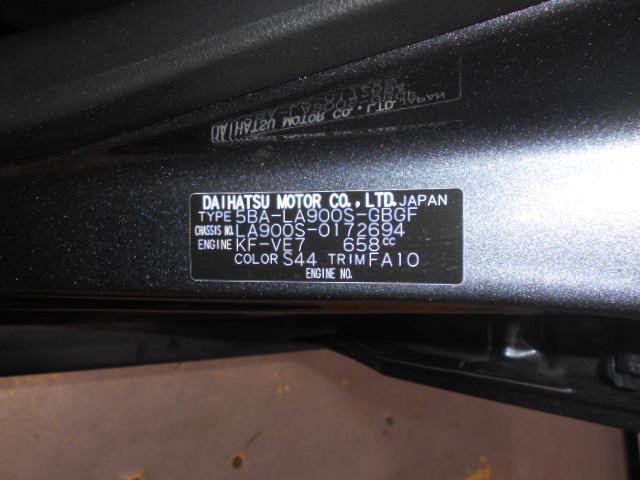 DAIHATSU MOTOR CO., LTD. JAPAN
TYPE 5BA-LA900S-GBGF
CHASSIS NO. LA900S-0172694
ENGINE KF-VE7 658cc
COLOR S44 TRIM FA10
ENGINE NO.